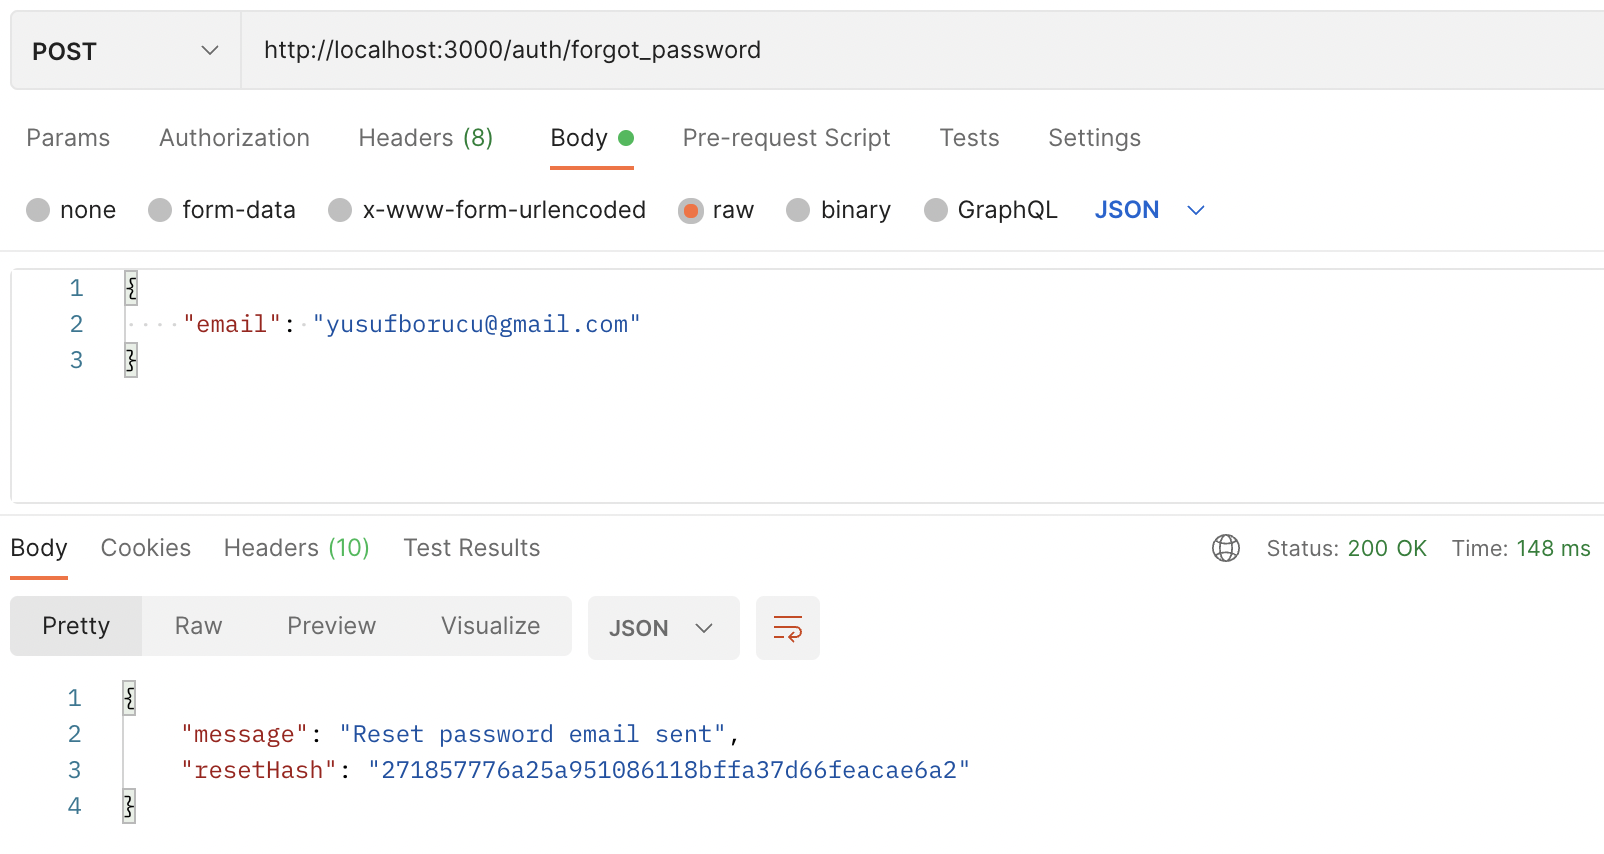 POST http://localhost:3000/auth/forgot_password
Params Authorization Headers (8) Body Pre-request Script Tests Settings
none form-data x-www-form-urlencoded raw binary GraphQL JSON
1 {
2 "email": "yusufborucu@gmail.com"
3 }
Body Cookies Headers (10) Test Results Status: 200 OK Time: 148 ms
Pretty Raw Preview Visualize JSON
1 {
2 "message": "Reset password email sent",
3 "resetHash": "271857776a25a951086118bffa37d66feacae6a2"
4 }